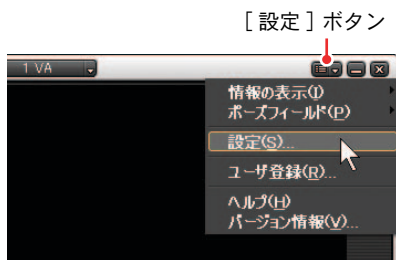 ［設定］ボタン
1 VA
情報の表示(I)
ポーズフィールド(P)
設定(S)...
ユーザ登録(R)...
ヘルプ(H)
バージョン情報(V)...